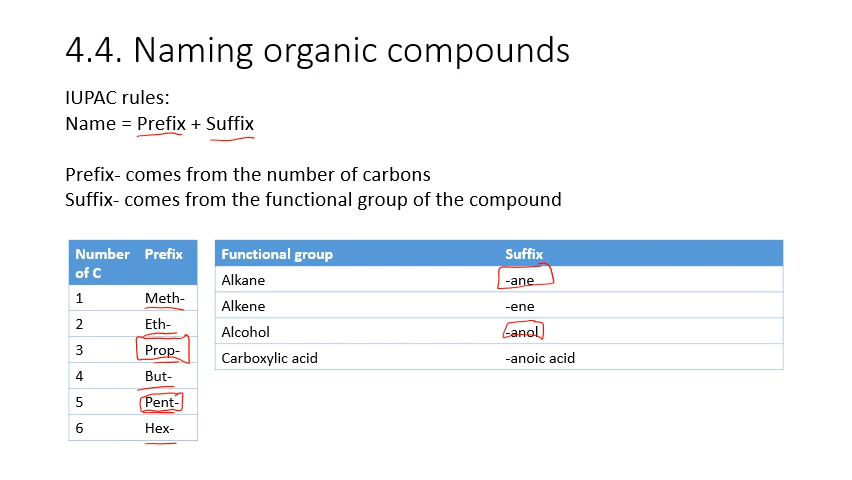 4.4. Naming organic compounds
IUPAC rules:
Name = Prefix + Suffix
Prefix- comes from the number of carbons
Suffix- comes from the functional group of the compound
Number of C Prefix
1 Meth-
2 Eth-
3 Prop-
4 But-
5 Pent-
6 Hex-
Functional group Suffix
Alkane -ane
Alkene -ene
Alcohol -anol
Carboxylic acid -anoic acid